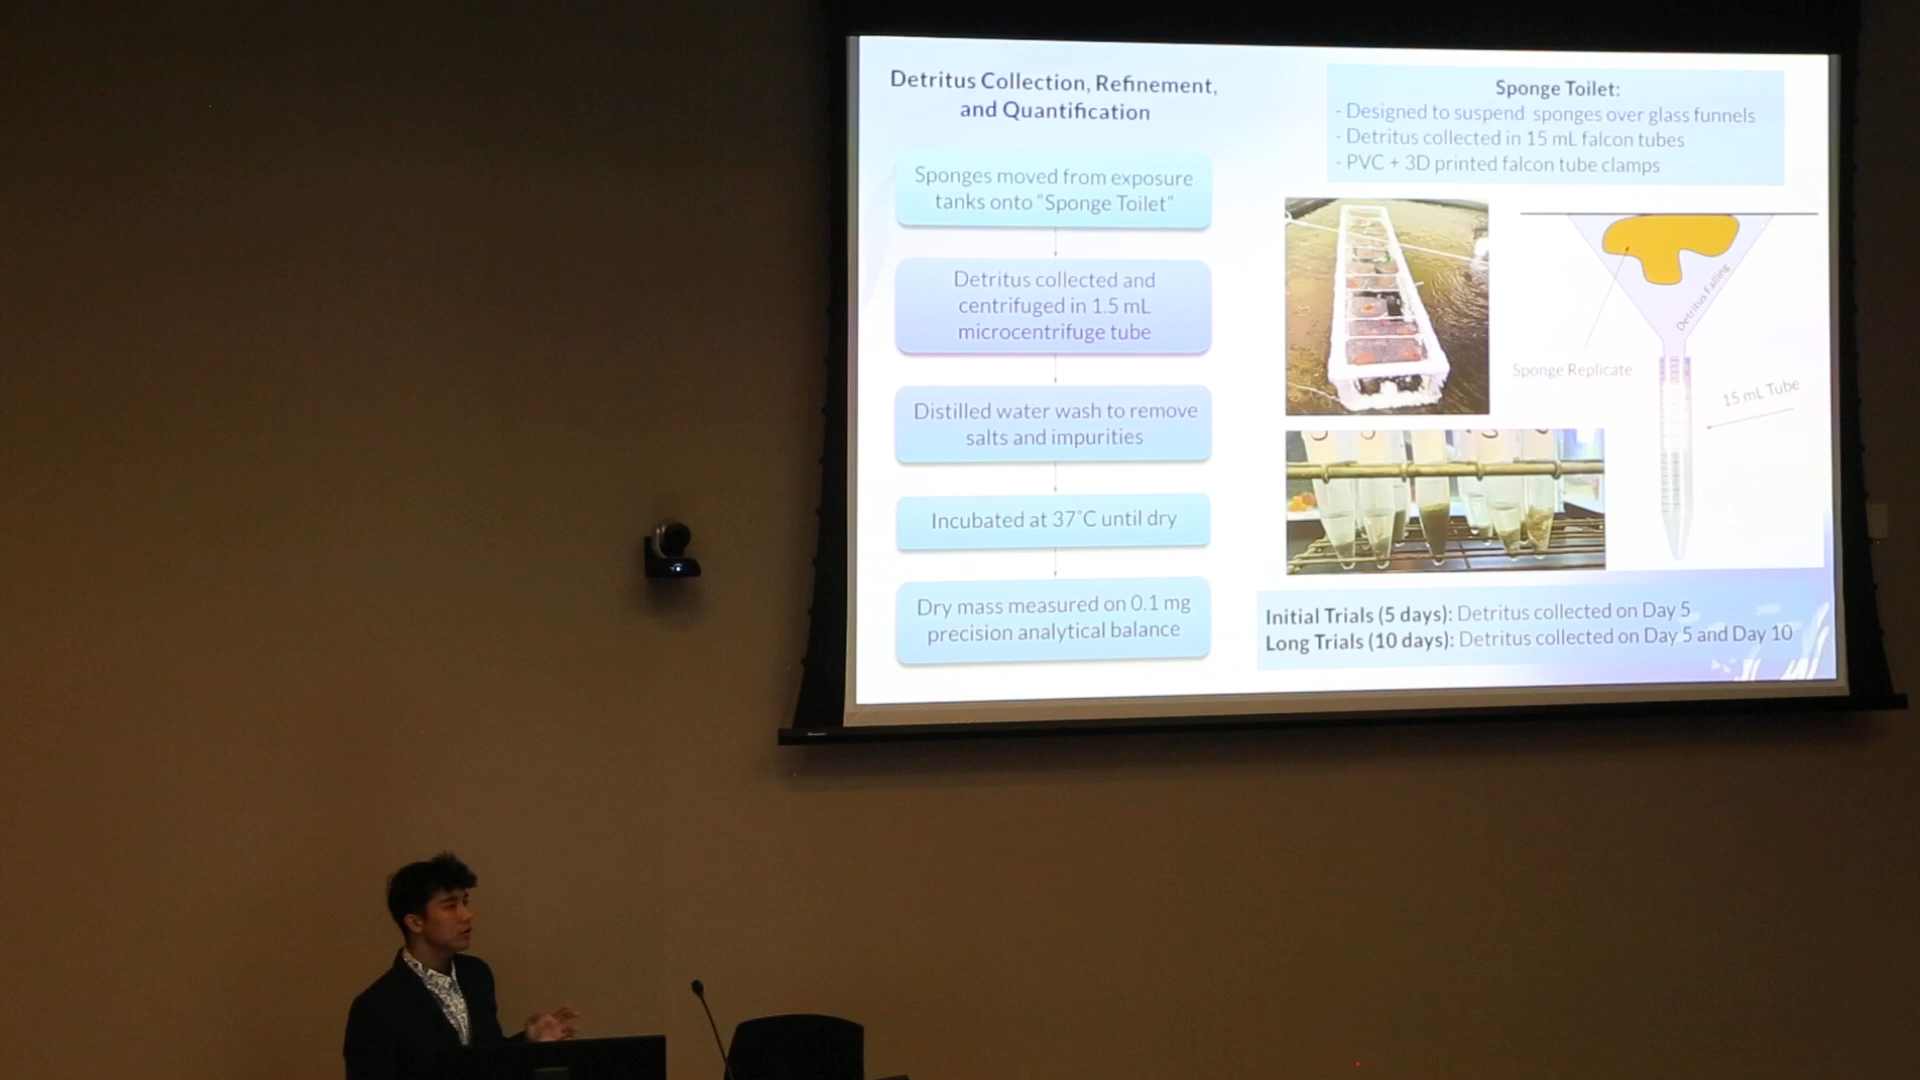 Detritus Collection, Refinement,
and Quantification
Sponges moved from exposure
tanks onto “Sponge Toilet”
Detritus collected and
centrifuged in 1.5 mL
microcentrifuge tube
Distilled water wash to remove
salts and impurities
Incubated at 37°C until dry
Dry mass measured on 0.1 mg
precision analytical balance
Sponge Toilet:
- Designed to suspend sponges over glass funnels
- Detritus collected in 15 mL falcon tubes
- PVC + 3D printed falcon tube clamps
Detritus Falling
Sponge Replicate
15 mL Tube
Initial Trials (5 days): Detritus collected on Day 5
Long Trials (10 days): Detritus collected on Day 5 and Day 10